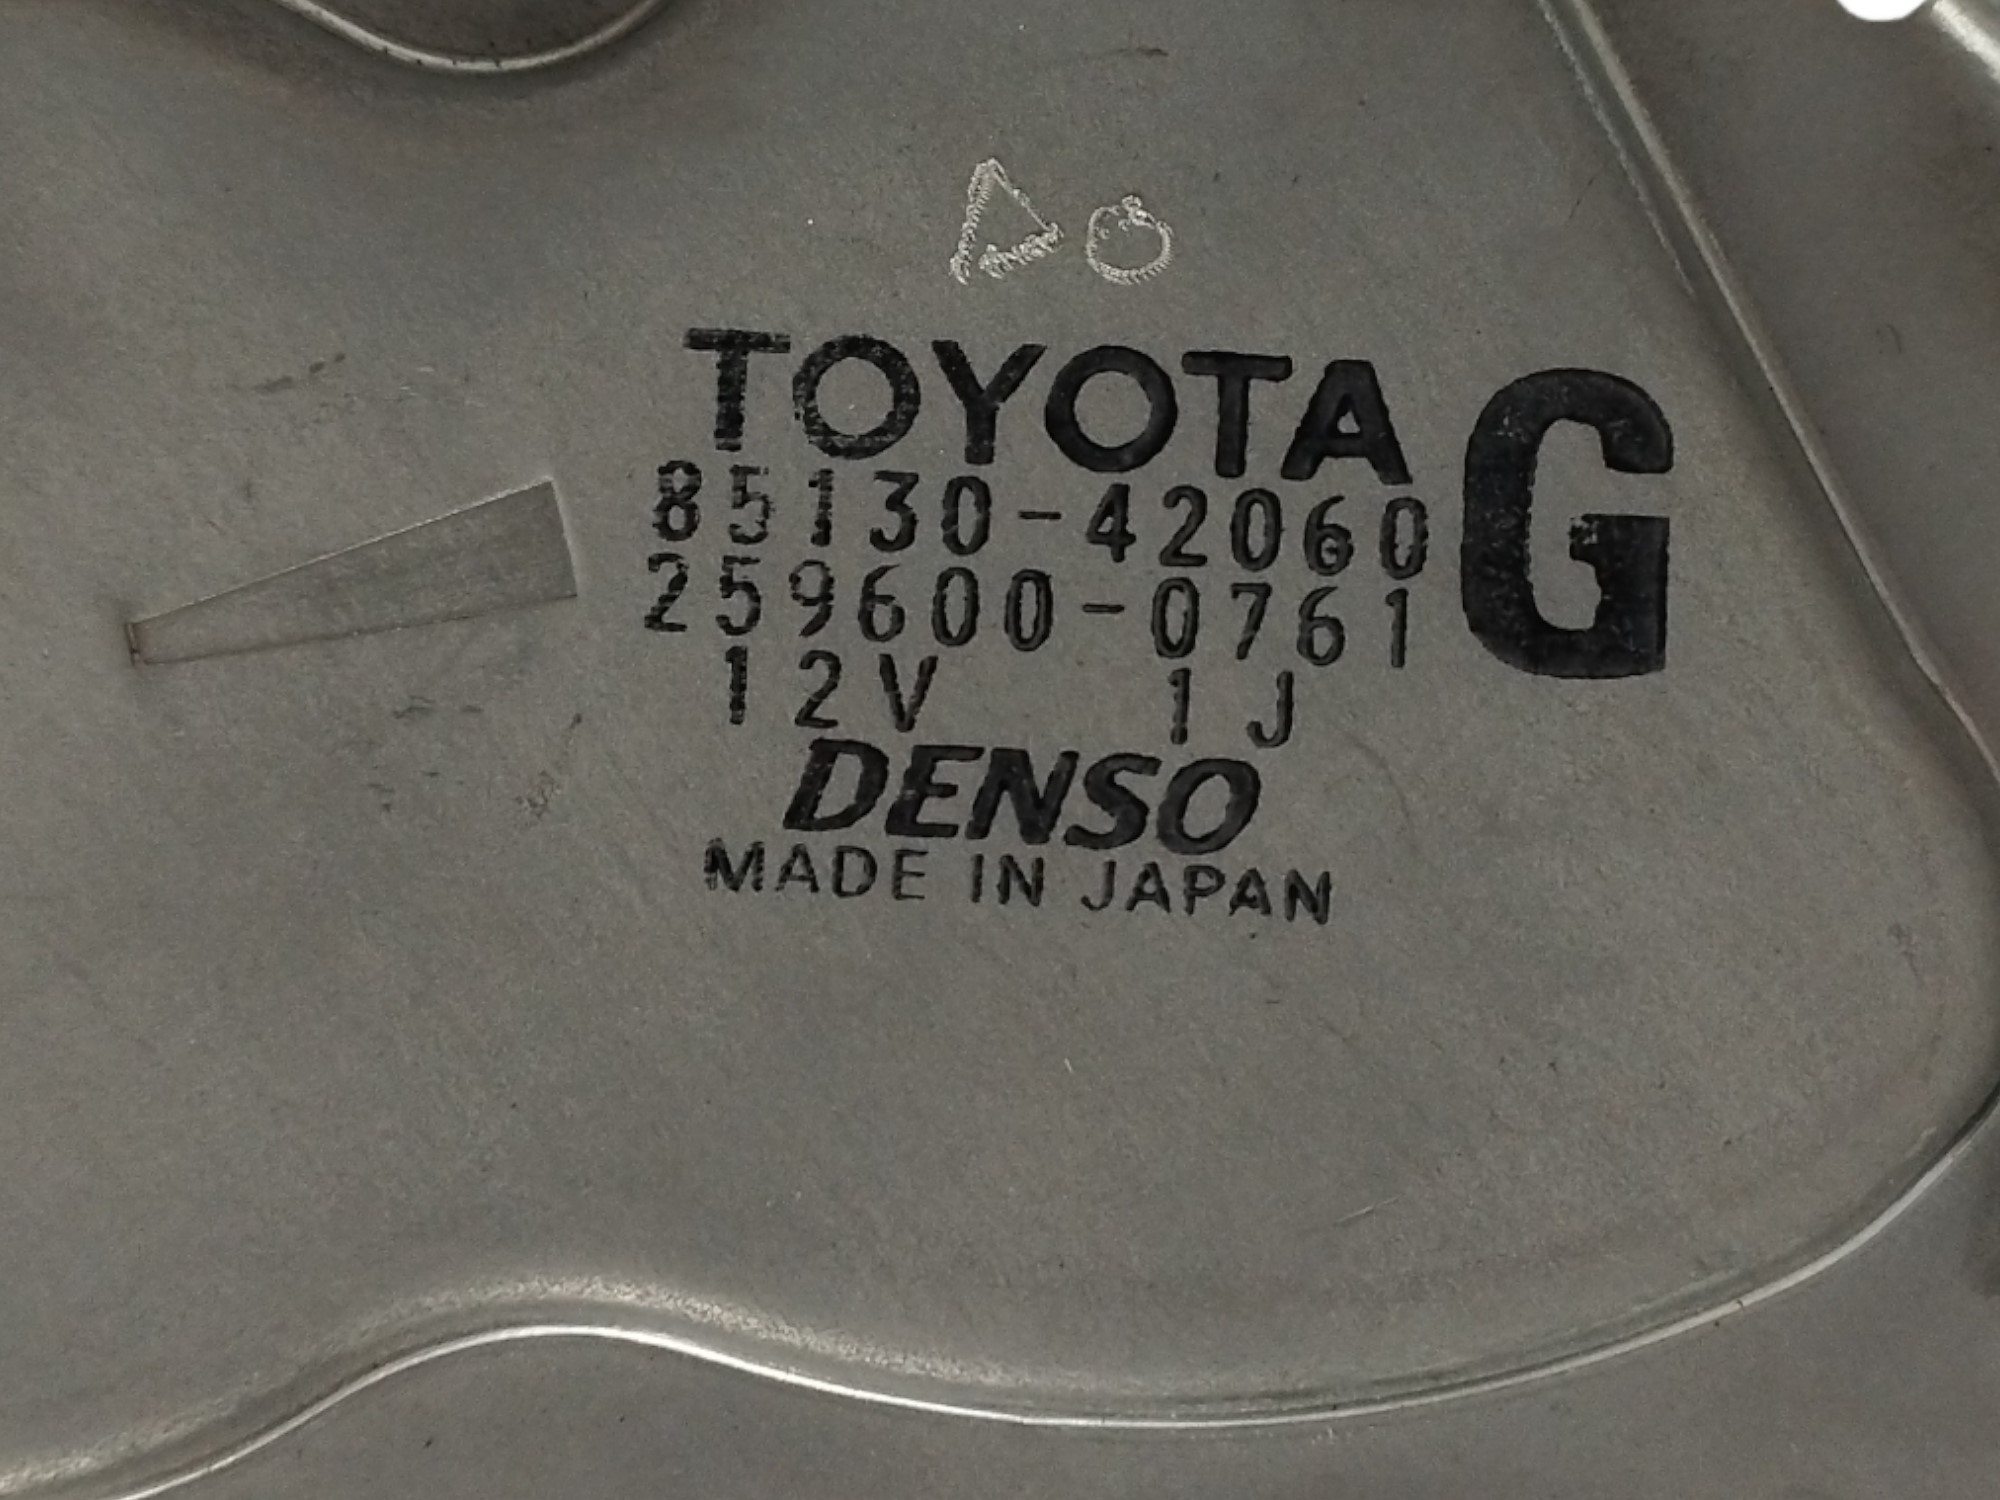 TOYOTA G
85130-42060
259600-0761
12V 1J
DENSO
MADE IN JAPAN